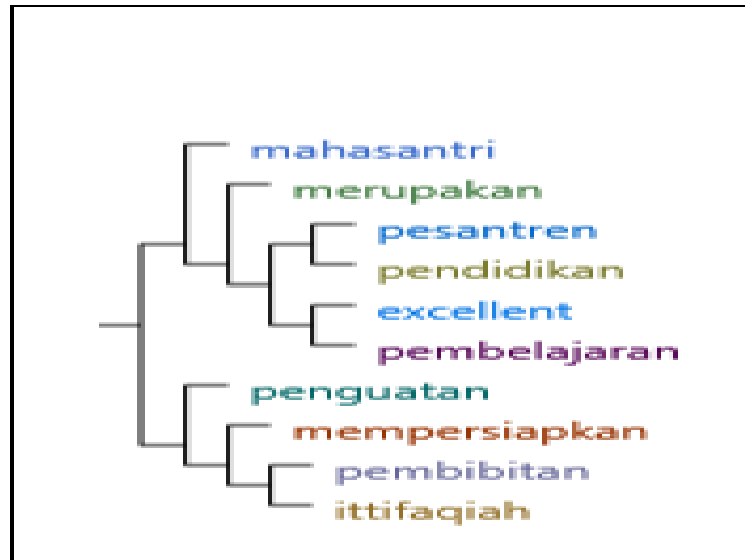 mahasantri
merupakan
pesantren
pendidikan
excellent
pembelajaran
penguatan
mempersiapkan
pembibitan
ittifaqiah